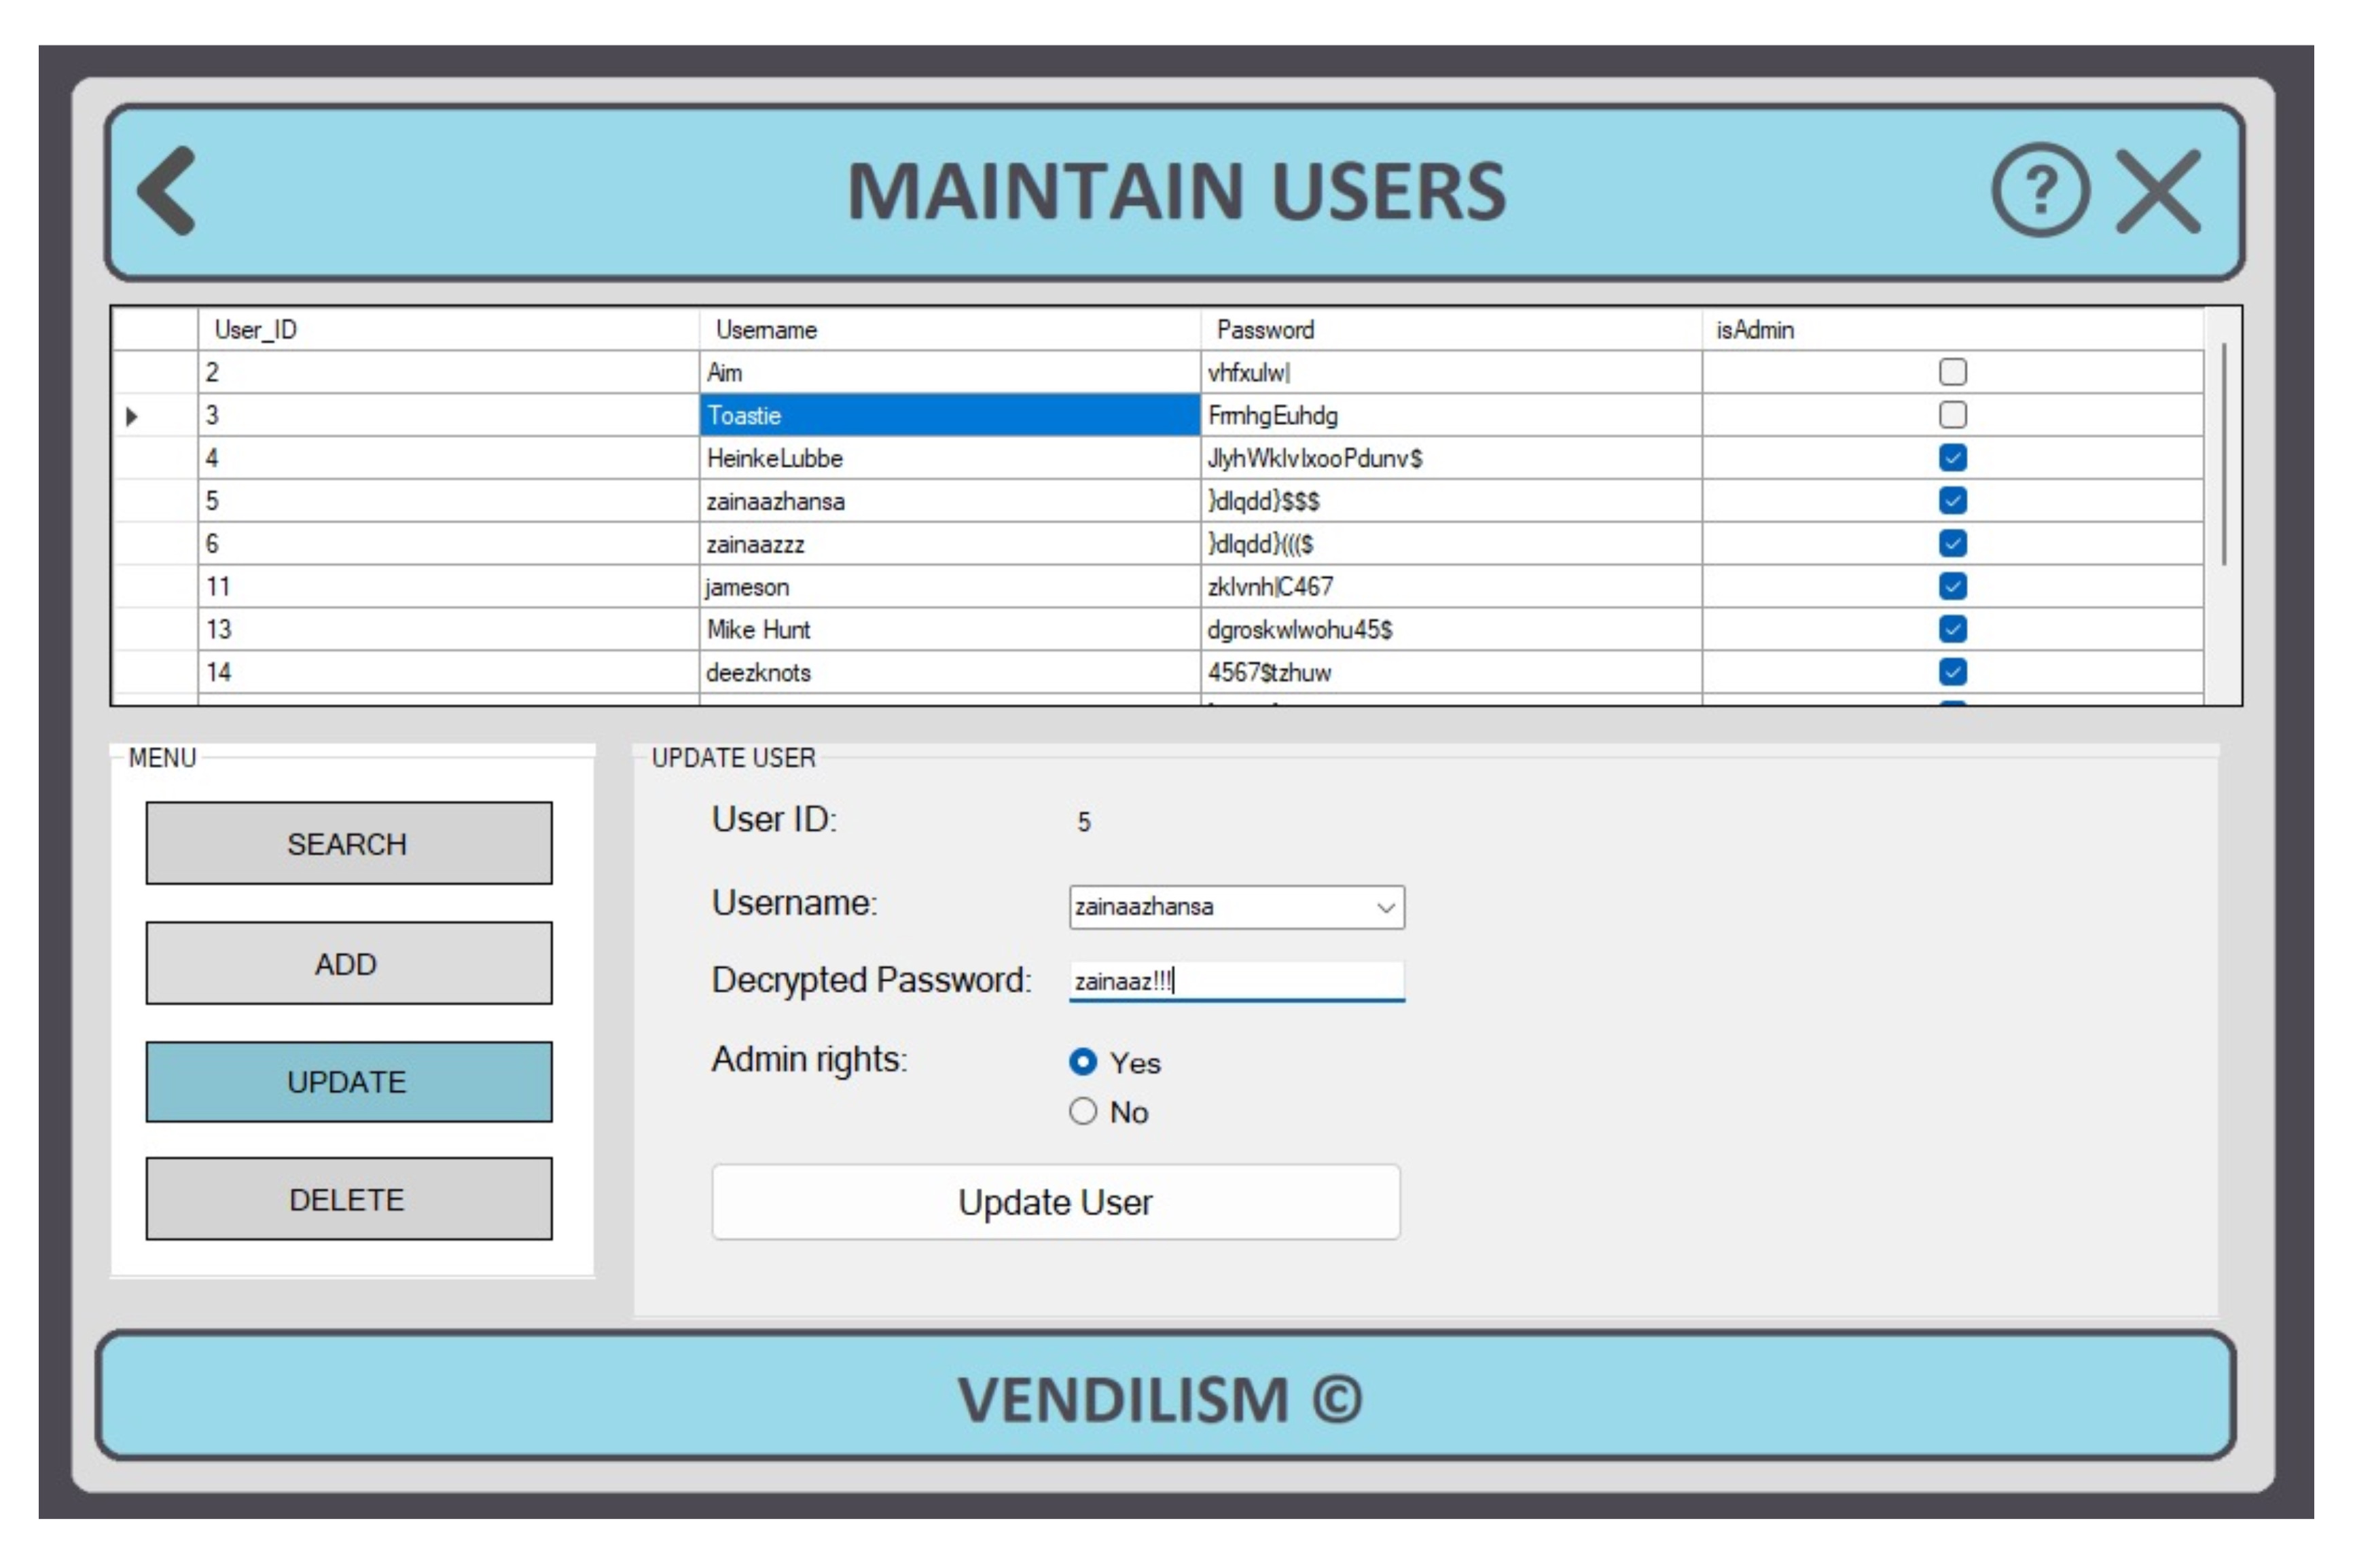 MAINTAIN USERS ?
User_ID Username Password isAdmin
2 Aim vhfxulw|
3 Toastie FrrnhgEuhdg
4 HeinkeLubbe JlyhWklvlxooPdunv$
5 zainaazhansa }dlqdd}$$$
6 zainaazzz }dlqdd}((($
11 jameson zklvnh|C467
13 Mike Hunt dgroskwlwohu45$
14 deezknots 4567$tzhuw
MENU
SEARCH
ADD
UPDATE
DELETE
UPDATE USER
User ID: 5
Username: zainaazhansa
Decrypted Password: zainaaz!!!
Admin rights: Yes
No
Update User
VENDILISM ©